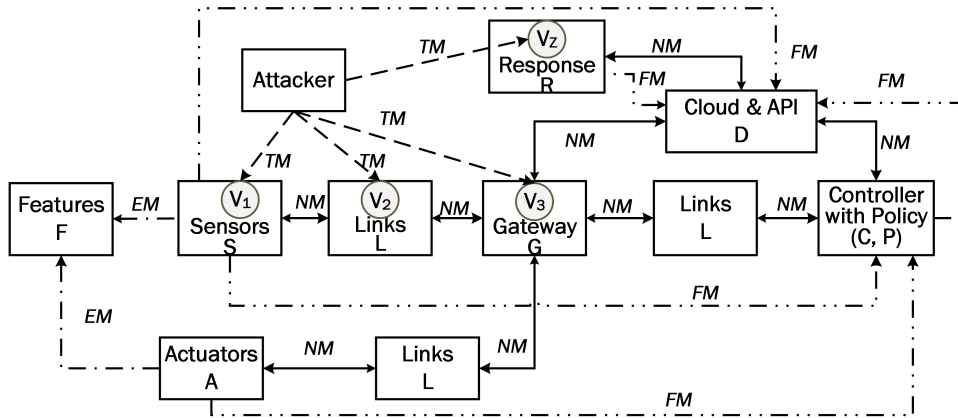 V_Z
Response
R
TM
NM
FM
FM
FM
Attacker
Cloud & API
D
TM
NM
NM
TM
TM
V₁
Sensors
S
V₂
Links
L
V₃
Gateway
G
Features
F
EM
NM
NM
NM
Links
L
NM
Controller
with Policy
(C, P)
FM
EM
Actuators
A
NM
Links
L
NM
FM